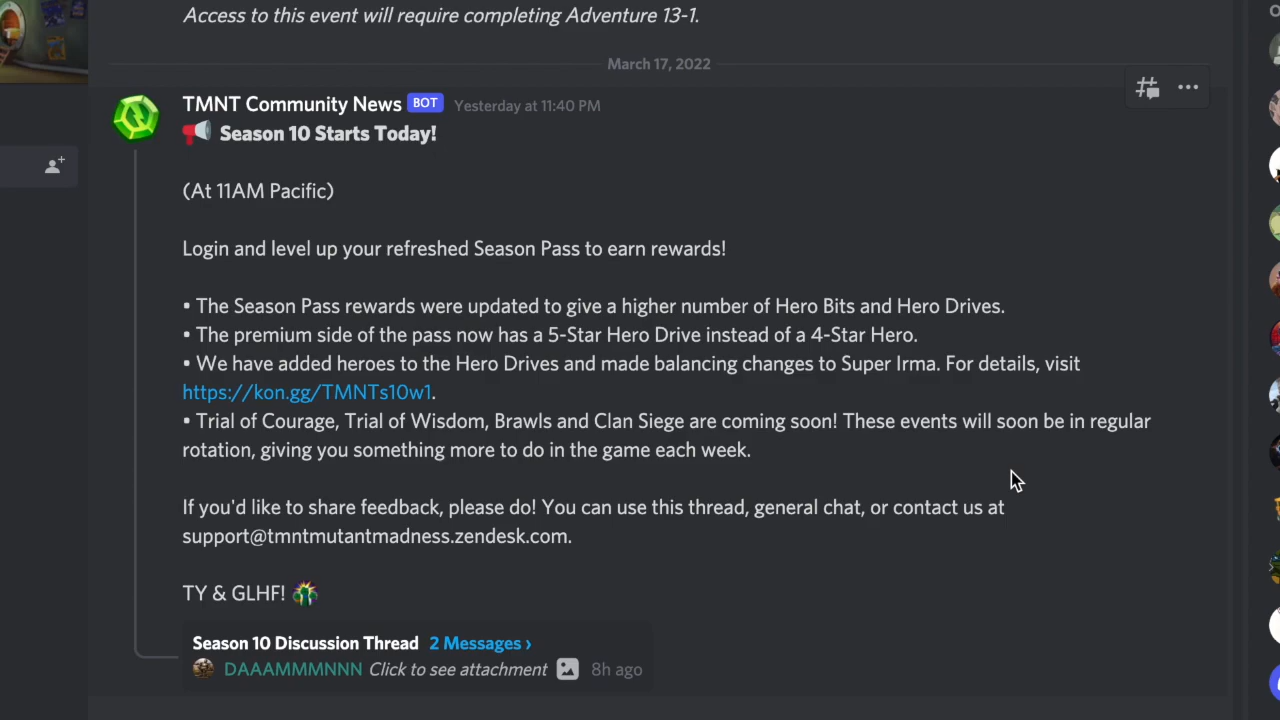 Access to this event will require completing Adventure 13-1.
March 17, 2022
TMNT Community News BOT Yesterday at 11:40 PM
Season 10 Starts Today!
(At 11AM Pacific)
Login and level up your refreshed Season Pass to earn rewards!
• The Season Pass rewards were updated to give a higher number of Hero Bits and Hero Drives.
• The premium side of the pass now has a 5-Star Hero Drive instead of a 4-Star Hero.
• We have added heroes to the Hero Drives and made balancing changes to Super Irma. For details, visit
https://kon.gg/TMNTs10w1.
• Trial of Courage, Trial of Wisdom, Brawls and Clan Siege are coming soon! These events will soon be in regular
rotation, giving you something more to do in the game each week.
If you'd like to share feedback, please do! You can use this thread, general chat, or contact us at
support@tmntmutantmadness.zendesk.com.
TY & GLHF!
Season 10 Discussion Thread 2 Messages ›
DAAAMMMNNN Click to see attachment 8h ago